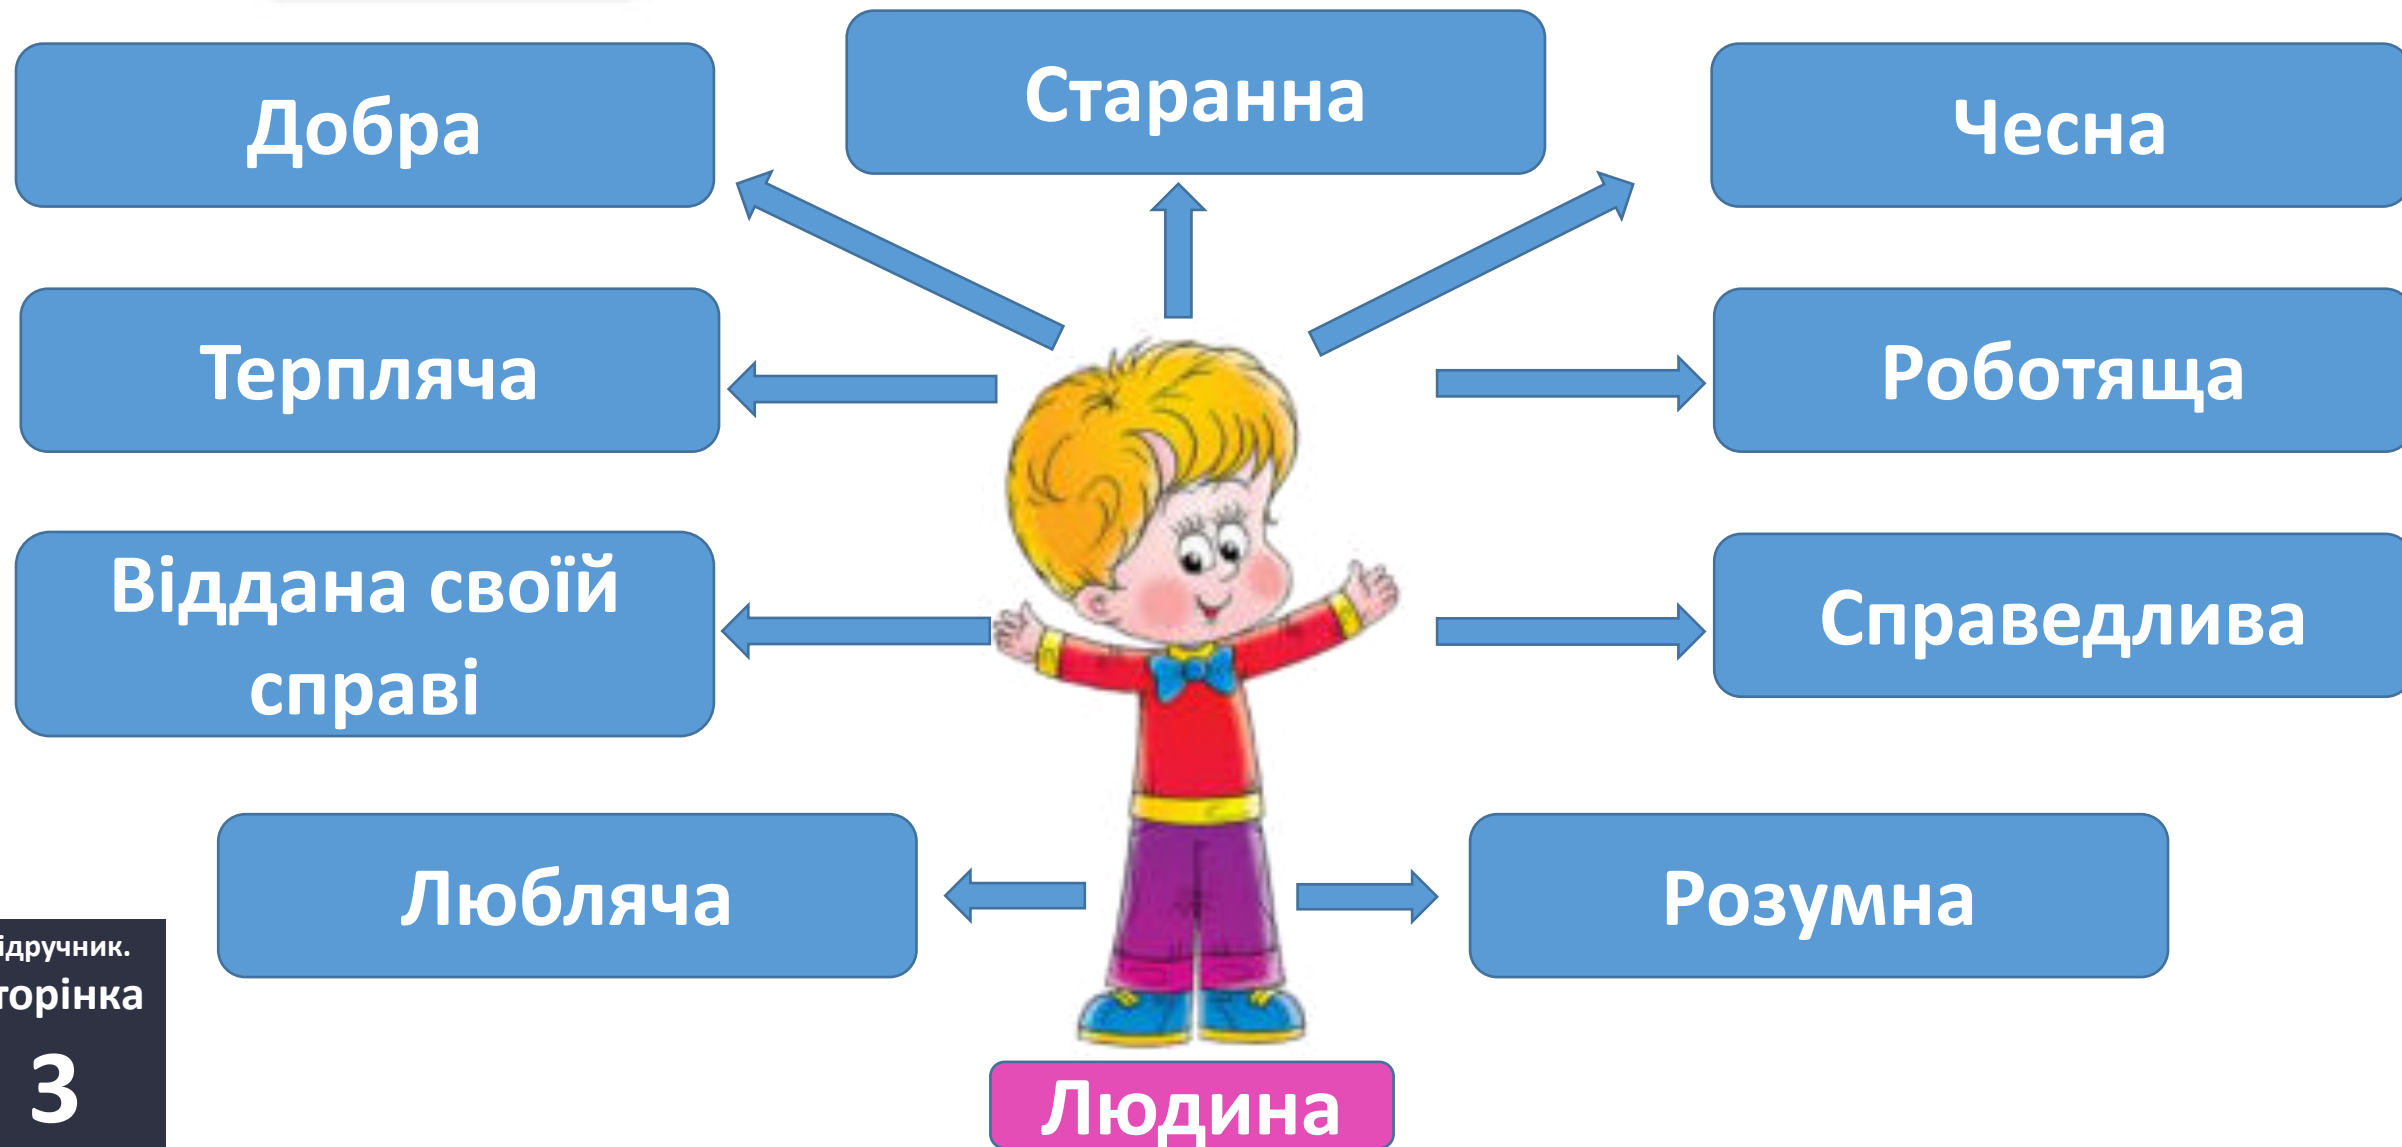 Добра
Старанна
Чесна
Терпляча
Роботяща
Віддана своїй
справі
Справедлива
Любляча
Розумна
ідручник.
торінка
3
Людина